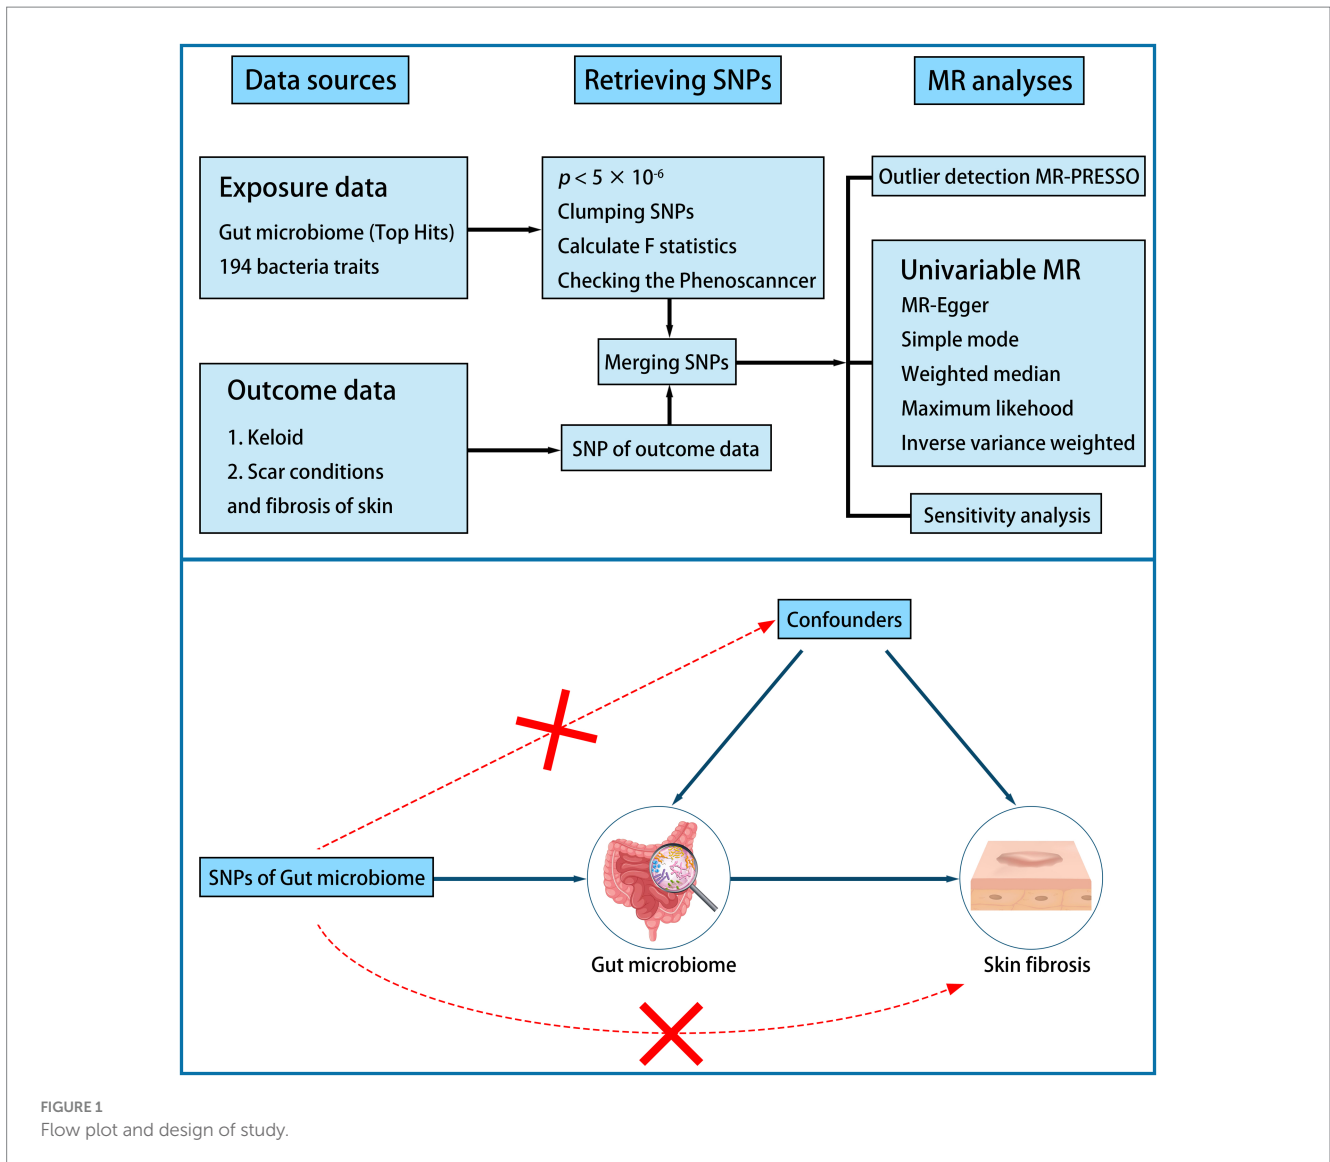 Data sources
Retrieving SNPs
MR analyses
Exposure data
Gut microbiome (Top Hits)
194 bacteria traits
p < 5 × 10⁻⁶
Clumping SNPs
Calculate F statistics
Checking the Phenoscanncer
Outlier detection MR-PRESSO
Univariable MR
MR-Egger
Simple mode
Weighted median
Maximum likehood
Inverse variance weighted
Merging SNPs
Outcome data
1. Keloid
2. Scar conditions
and fibrosis of skin
SNP of outcome data
Sensitivity analysis
Confounders
SNPs of Gut microbiome
Gut microbiome
Skin fibrosis
FIGURE 1
Flow plot and design of study.